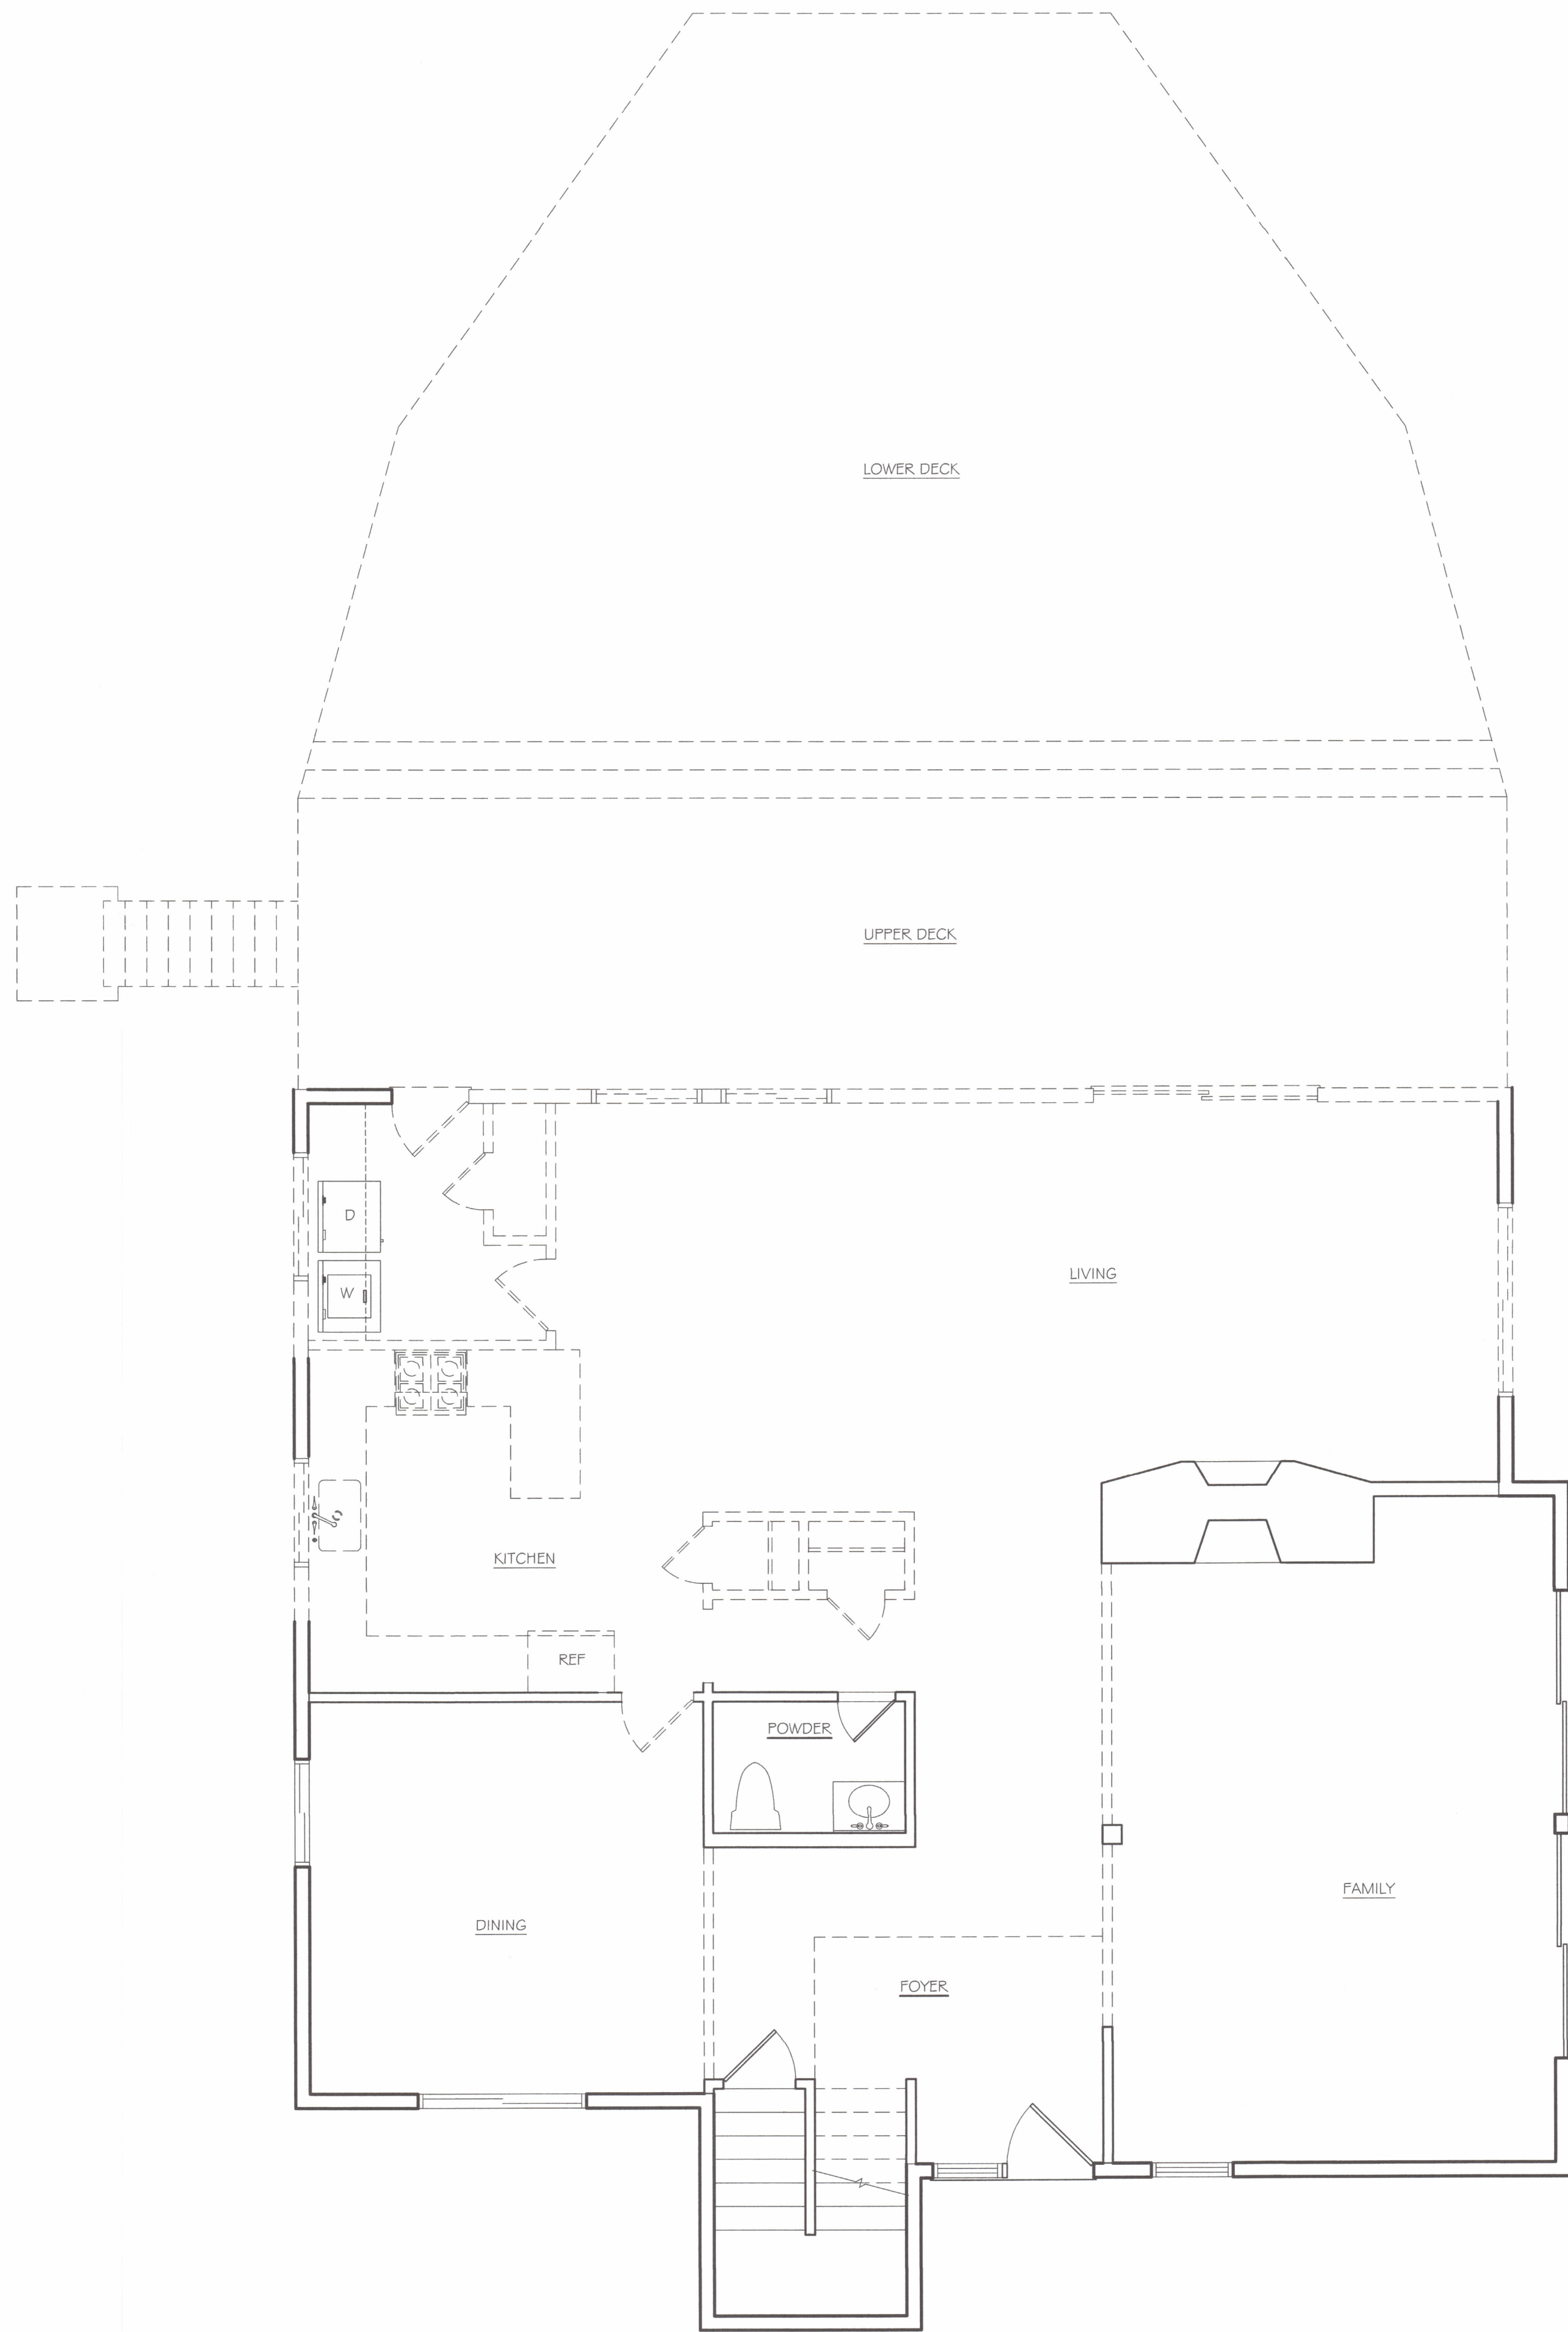 LOWER DECK
UPPER DECK
D
W
LIVING
KITCHEN
REF
POWDER
FAMILY
DINING
FOYER